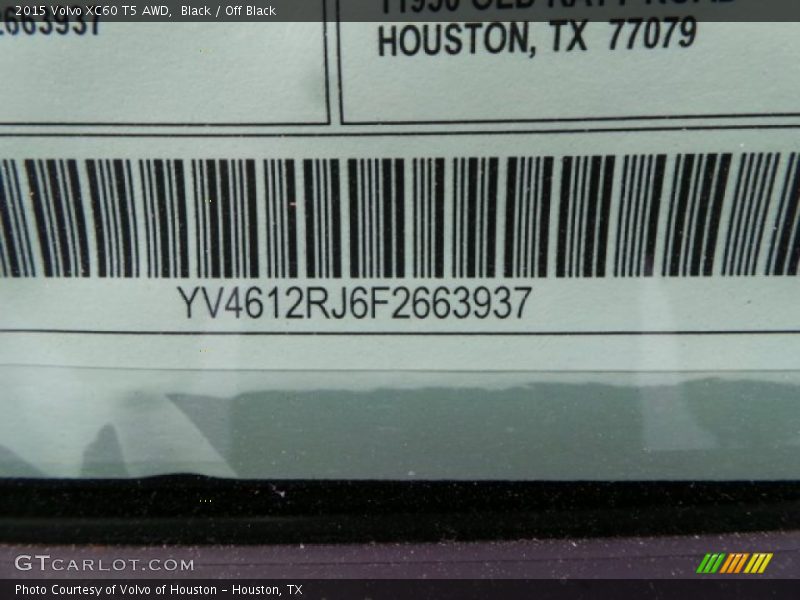 2015 Volvo XC60 T5 AWD,  Black / Off Black
2663937
HOUSTON, TX  77079
YV4612RJ6F2663937
GTCARLOT.COM
Photo Courtesy of Volvo of Houston – Houston, TX